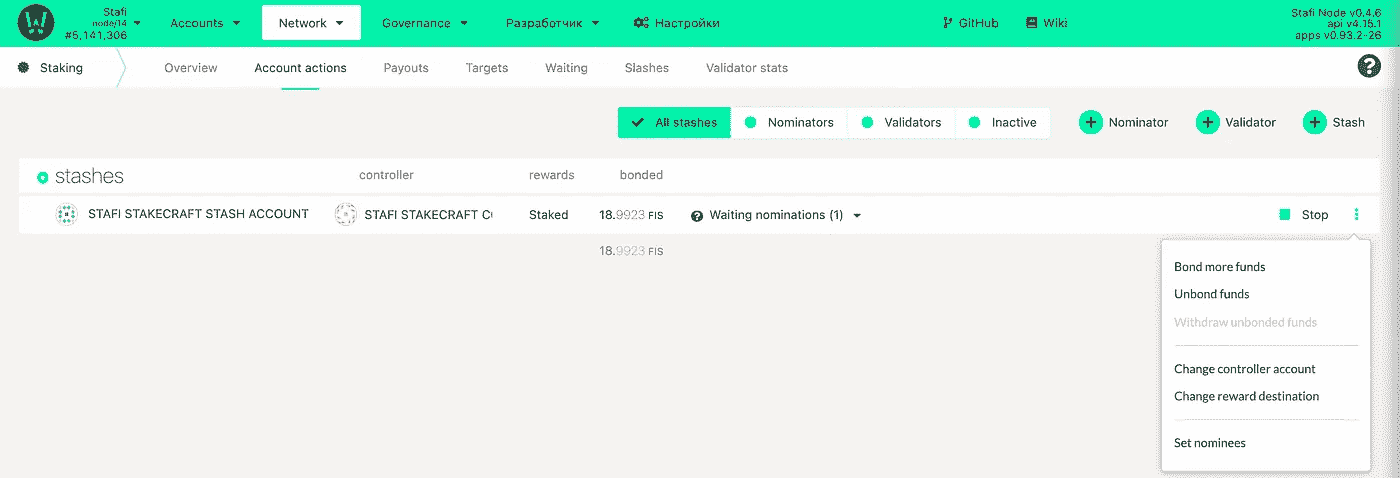 Stafi
node/14
#5,141,306
Accounts
Network
Governance
Разработчик
Настройки
GitHub
Wiki
Stafi Node v0.4.6
api v4.15.1
apps v0.93.2-26
Staking
Overview
Account actions
Payouts
Targets
Waiting
Slashes
Validator stats
All stashes
Nominators
Validators
Inactive
Nominator
Validator
Stash
stashes
controller
rewards
bonded
STAFI STAKECRAFT STASH ACCOUNT
STAFI STAKECRAFT C
Staked
18.9923 FIS
Waiting nominations (1)
Stop
18.9923 FIS
Bond more funds
Unbond funds
Withdraw unbonded funds
Change controller account
Change reward destination
Set nominees